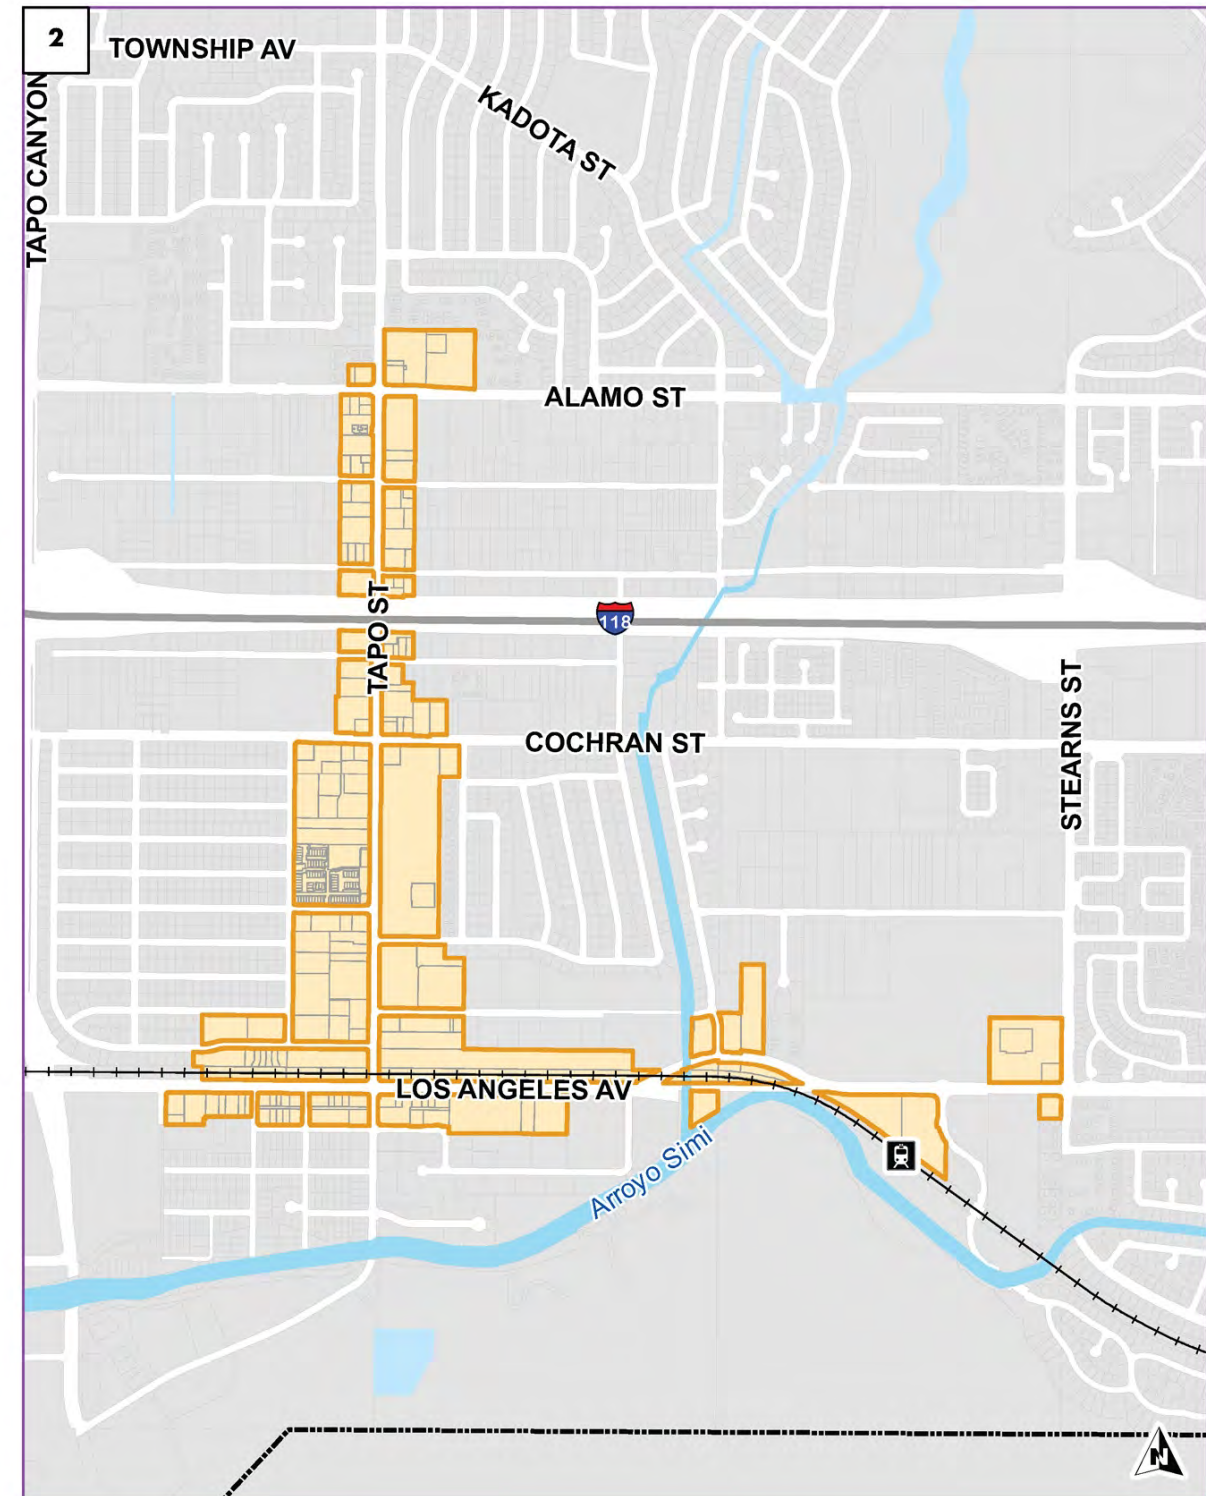 2
TOWNSHIP AV
TAPO CANYON
KADOTA ST
ALAMO ST
118
TAPO ST
COCHRAN ST
STEARNS ST
LOS ANGELES AV
Arroyo Simi
N